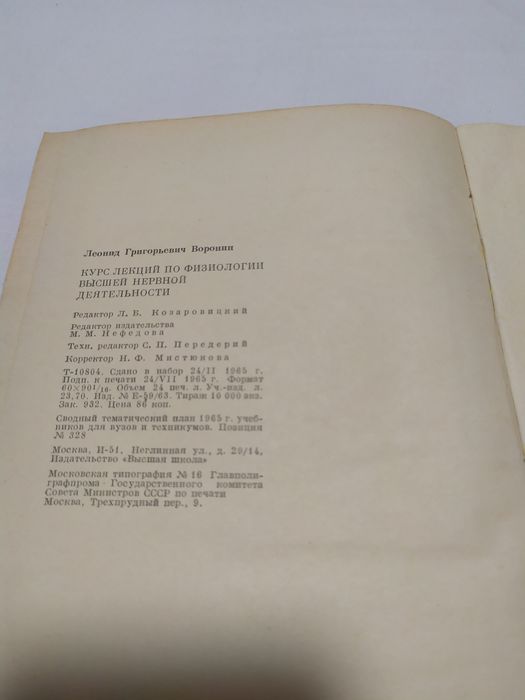 Леонид Григорьевич Воронин
КУРС ЛЕКЦИЙ ПО ФИЗИОЛОГИИ
ВЫСШЕЙ НЕРВНОЙ
ДЕЯТЕЛЬНОСТИ
Редактор Л. Б. Козаровицкий
Редактор издательства
М. М. Нефедова
Техн. редактор С. П. Передерий
Корректор Н. Ф. Мистюкова
Т-10804. Сдано в набор 24/II 1965 г.
Подп. к печати 24/VII 1965 г. Формат
60×90¹/₁₆. Объем 24 печ. л. Уч.-изд. л.
23,70. Изд. № Е-59/63. Тираж 10 000 экз.
Зак. 932. Цена 86 коп.
Сводный тематический план 1965 г. учеб-
ников для вузов и техникумов. Позиция
№ 328
Москва, И-51, Неглинная ул., д. 29/14,
Издательство «Высшая школа»
Московская типография № 16 Главполи-
графпрома Государственного комитета
Совета Министров СССР по печати
Москва, Трехпрудный пер., 9.